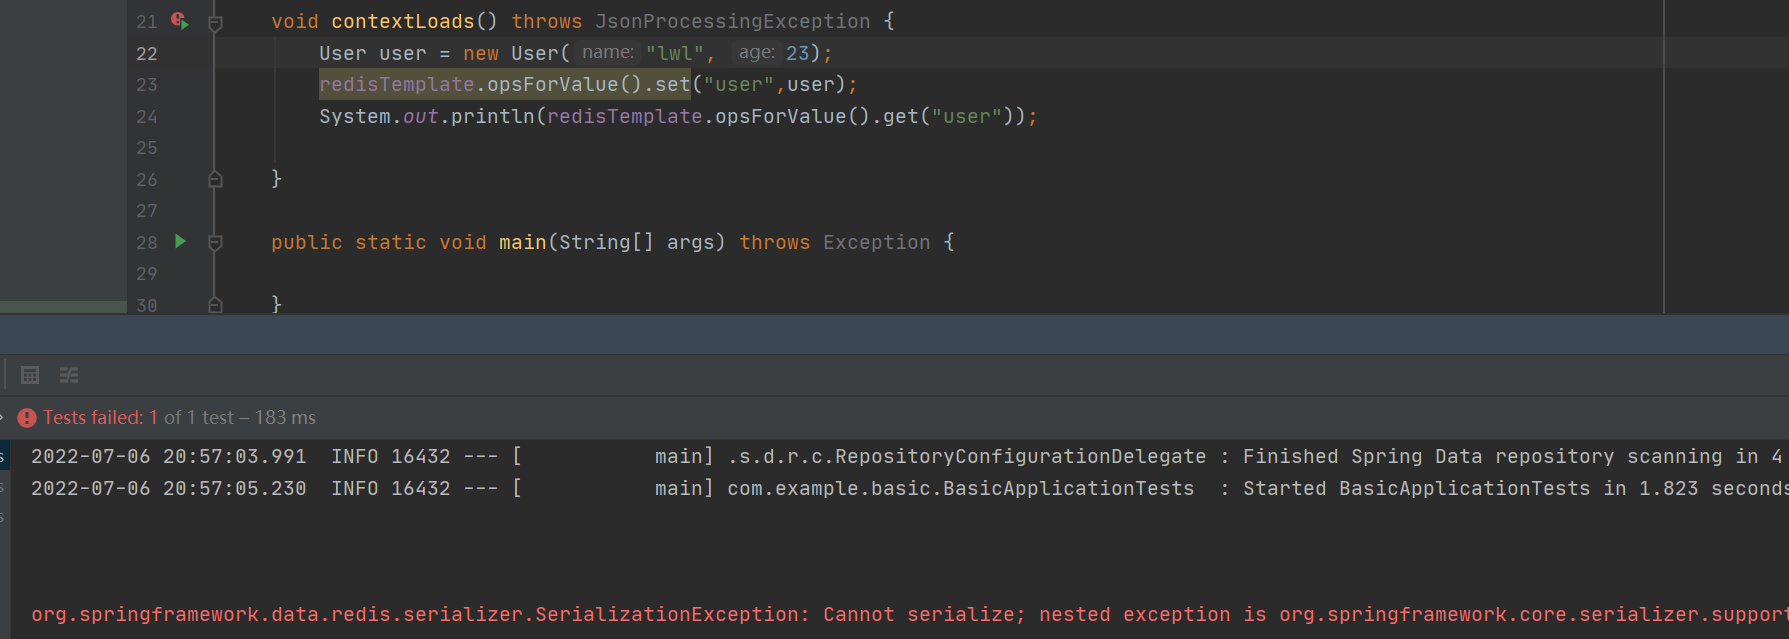 21 void contextLoads() throws JsonProcessingException {
22 User user = new User( name: "lwl", age: 23);
23 redisTemplate.opsForValue().set("user",user);
24 System.out.println(redisTemplate.opsForValue().get("user"));
25
26 }
27
28 public static void main(String[] args) throws Exception {
29
30 }
Tests failed: 1 of 1 test – 183 ms
2022-07-06 20:57:03.991  INFO 16432 --- [           main] .s.d.r.c.RepositoryConfigurationDelegate : Finished Spring Data repository scanning in 4
2022-07-06 20:57:05.230  INFO 16432 --- [           main] com.example.basic.BasicApplicationTests  : Started BasicApplicationTests in 1.823 seconds
org.springframework.data.redis.serializer.SerializationException: Cannot serialize; nested exception is org.springframework.core.serializer.support